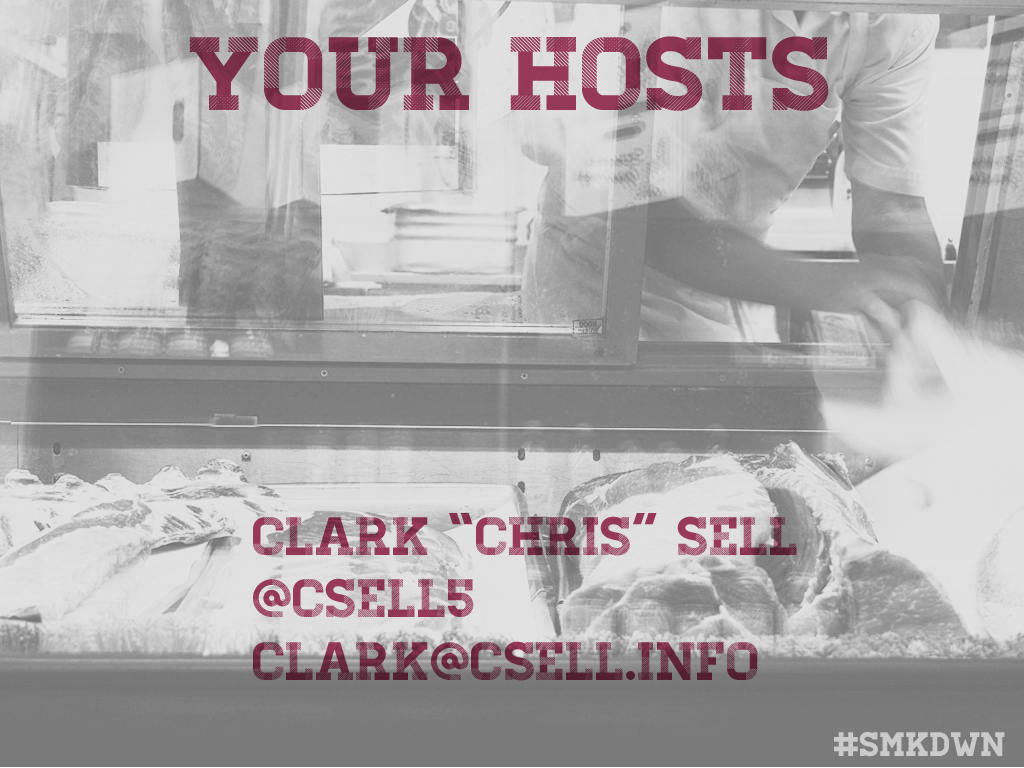 YOUR HOSTS
CLARK "CHRIS" SELL
@CSELL5
CLARK@CSELL.INFO
#SMKDWN